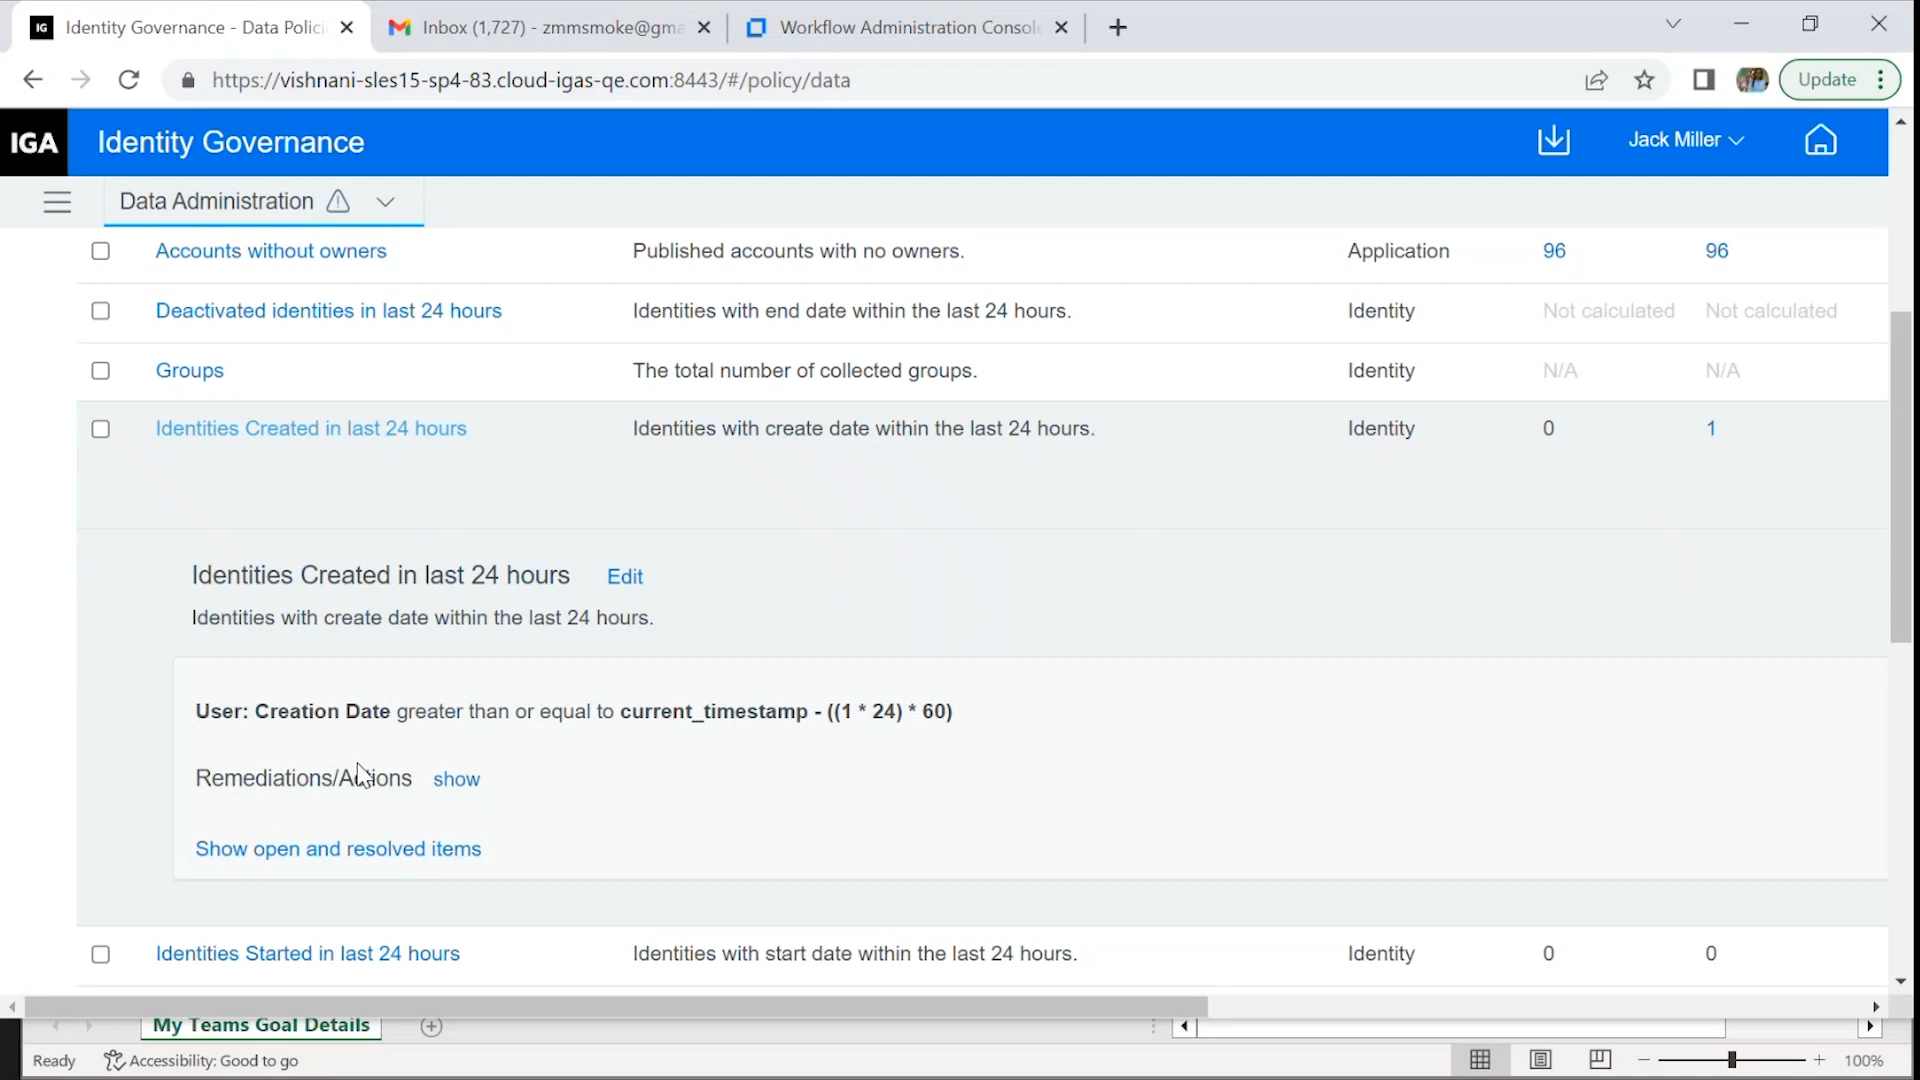 IG Identity Governance - Data Polici
Inbox (1,727) - zmmsmoke@gma
Workflow Administration Consol
https://vishnani-sles15-sp4-83.cloud-igas-qe.com:8443/#/policy/data
Update
IGA
Identity Governance
Jack Miller
Data Administration
Accounts without owners Published accounts with no owners. Application 96 96
Deactivated identities in last 24 hours Identities with end date within the last 24 hours. Identity Not calculated Not calculated
Groups The total number of collected groups. Identity N/A N/A
Identities Created in last 24 hours Identities with create date within the last 24 hours. Identity 0 1
Identities Created in last 24 hours Edit
Identities with create date within the last 24 hours.
User: Creation Date greater than or equal to current_timestamp - ((1 * 24) * 60)
Remediations/Actions show
Show open and resolved items
Identities Started in last 24 hours Identities with start date within the last 24 hours. Identity 0 0
My Teams Goal Details
Ready Accessibility: Good to go 100%